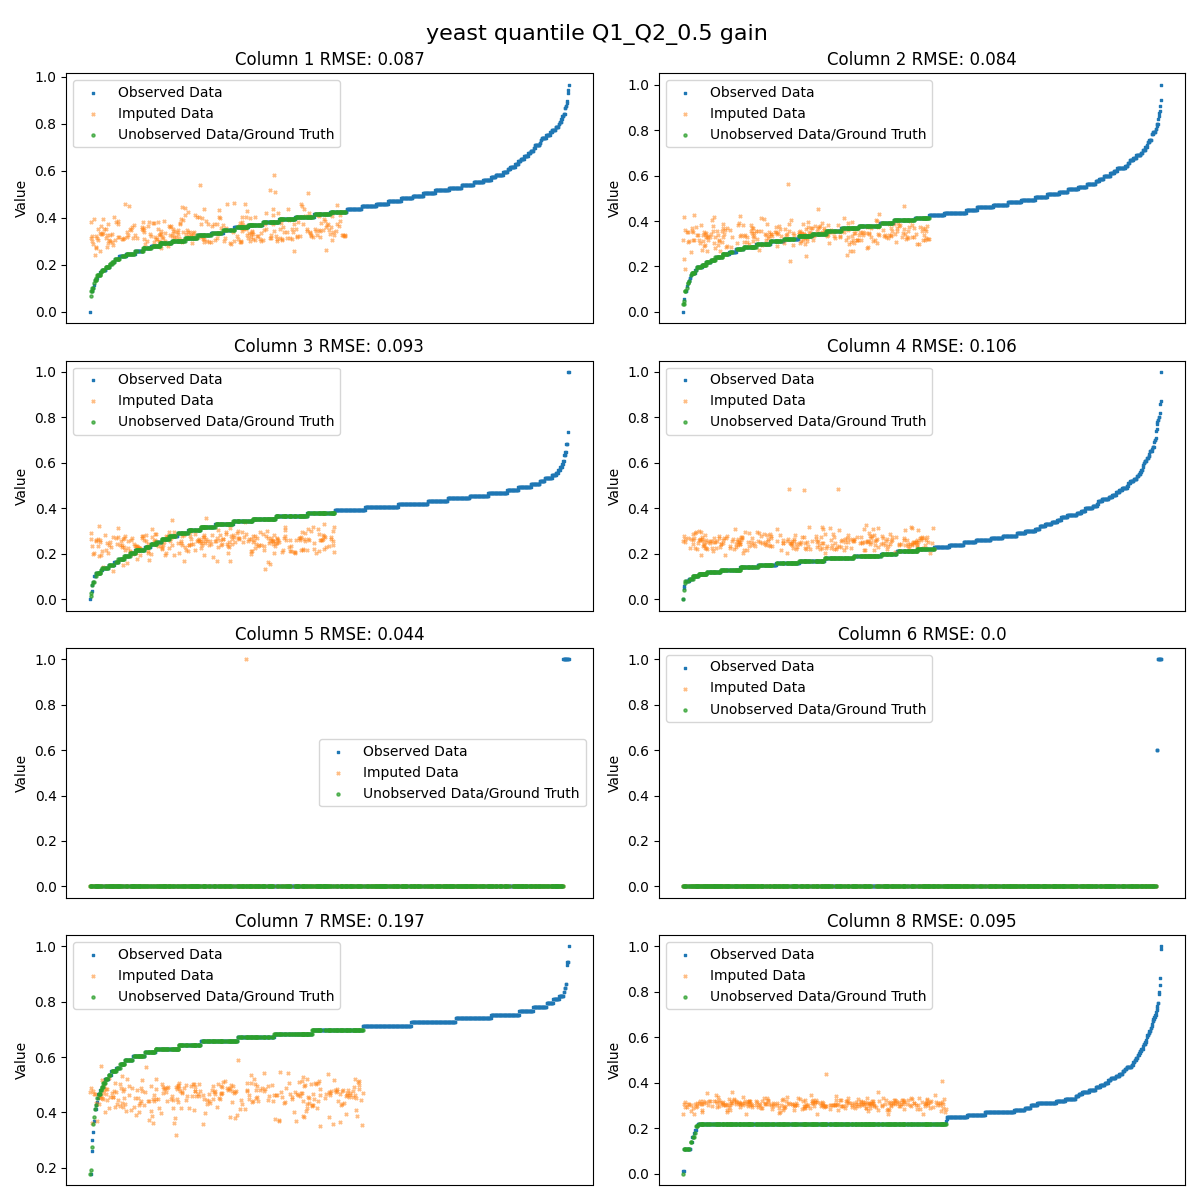 yeast quantile Q1_Q2_0.5 gain
Column 1 RMSE: 0.087
1.0
0.8
0.6
0.4
0.2
0.0
Value
Observed Data
Imputed Data
Unobserved Data/Ground Truth
Column 2 RMSE: 0.084
1.0
0.8
0.6
0.4
0.2
0.0
Value
Observed Data
Imputed Data
Unobserved Data/Ground Truth
Column 3 RMSE: 0.093
1.0
0.8
0.6
0.4
0.2
0.0
Value
Observed Data
Imputed Data
Unobserved Data/Ground Truth
Column 4 RMSE: 0.106
1.0
0.8
0.6
0.4
0.2
0.0
Value
Observed Data
Imputed Data
Unobserved Data/Ground Truth
Column 5 RMSE: 0.044
1.0
0.8
0.6
0.4
0.2
0.0
Value
Observed Data
Imputed Data
Unobserved Data/Ground Truth
Column 6 RMSE: 0.0
1.0
0.8
0.6
0.4
0.2
0.0
Value
Observed Data
Imputed Data
Unobserved Data/Ground Truth
Column 7 RMSE: 0.197
1.0
0.8
0.6
0.4
0.2
Value
Observed Data
Imputed Data
Unobserved Data/Ground Truth
Column 8 RMSE: 0.095
1.0
0.8
0.6
0.4
0.2
0.0
Value
Observed Data
Imputed Data
Unobserved Data/Ground Truth